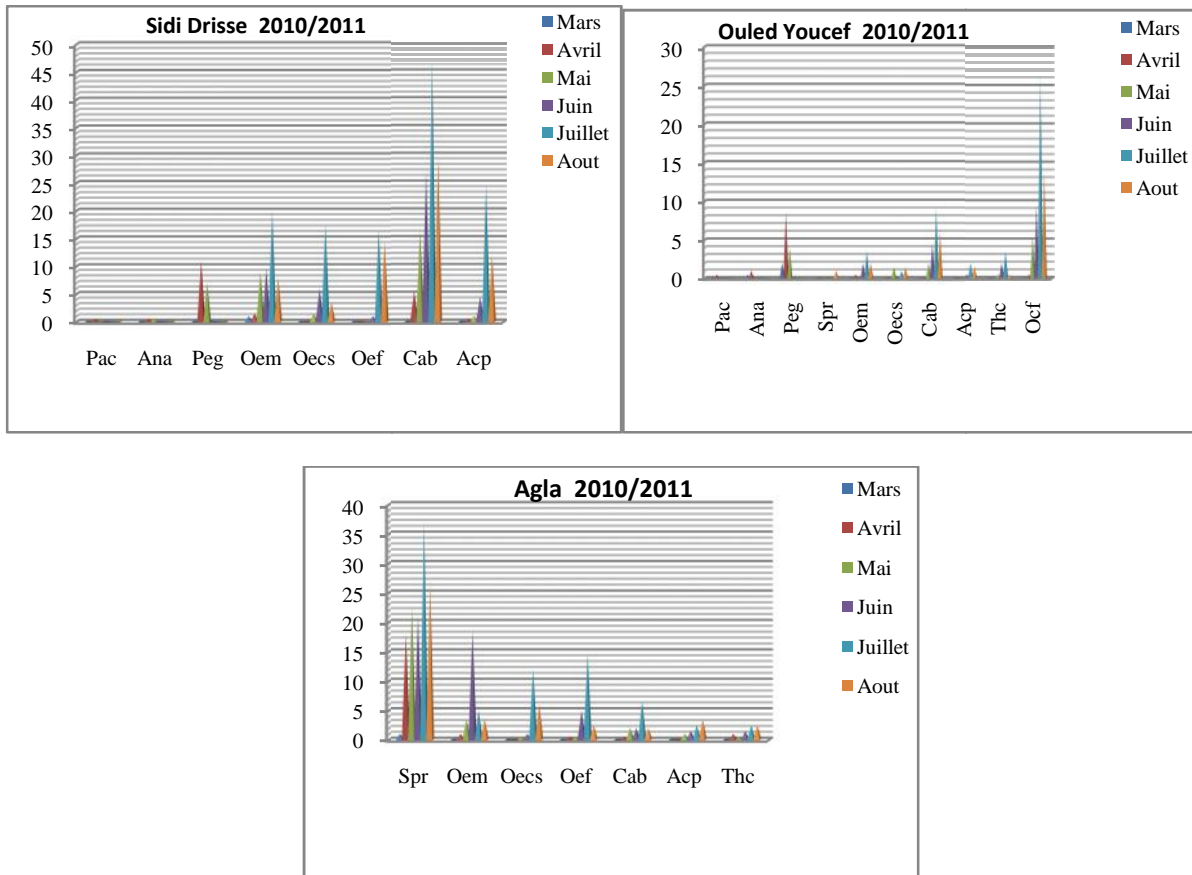 Sidi Drisse 2010/2011
50
45
40
35
30
25
20
15
10
5
0
Pac Ana Peg Oem Oecs Oef Cab Acp
Mars
Avril
Mai
Juin
Juillet
Aout
Ouled Youcef 2010/2011
30
25
20
15
10
5
0
Pac Ana Peg Spr Oem Oecs Cab Acp Thc Ocf
Mars
Avril
Mai
Juin
Juillet
Aout
Agla 2010/2011
40
35
30
25
20
15
10
5
0
Spr Oem Oecs Oef Cab Acp Thc
Mars
Avril
Mai
Juin
Juillet
Aout